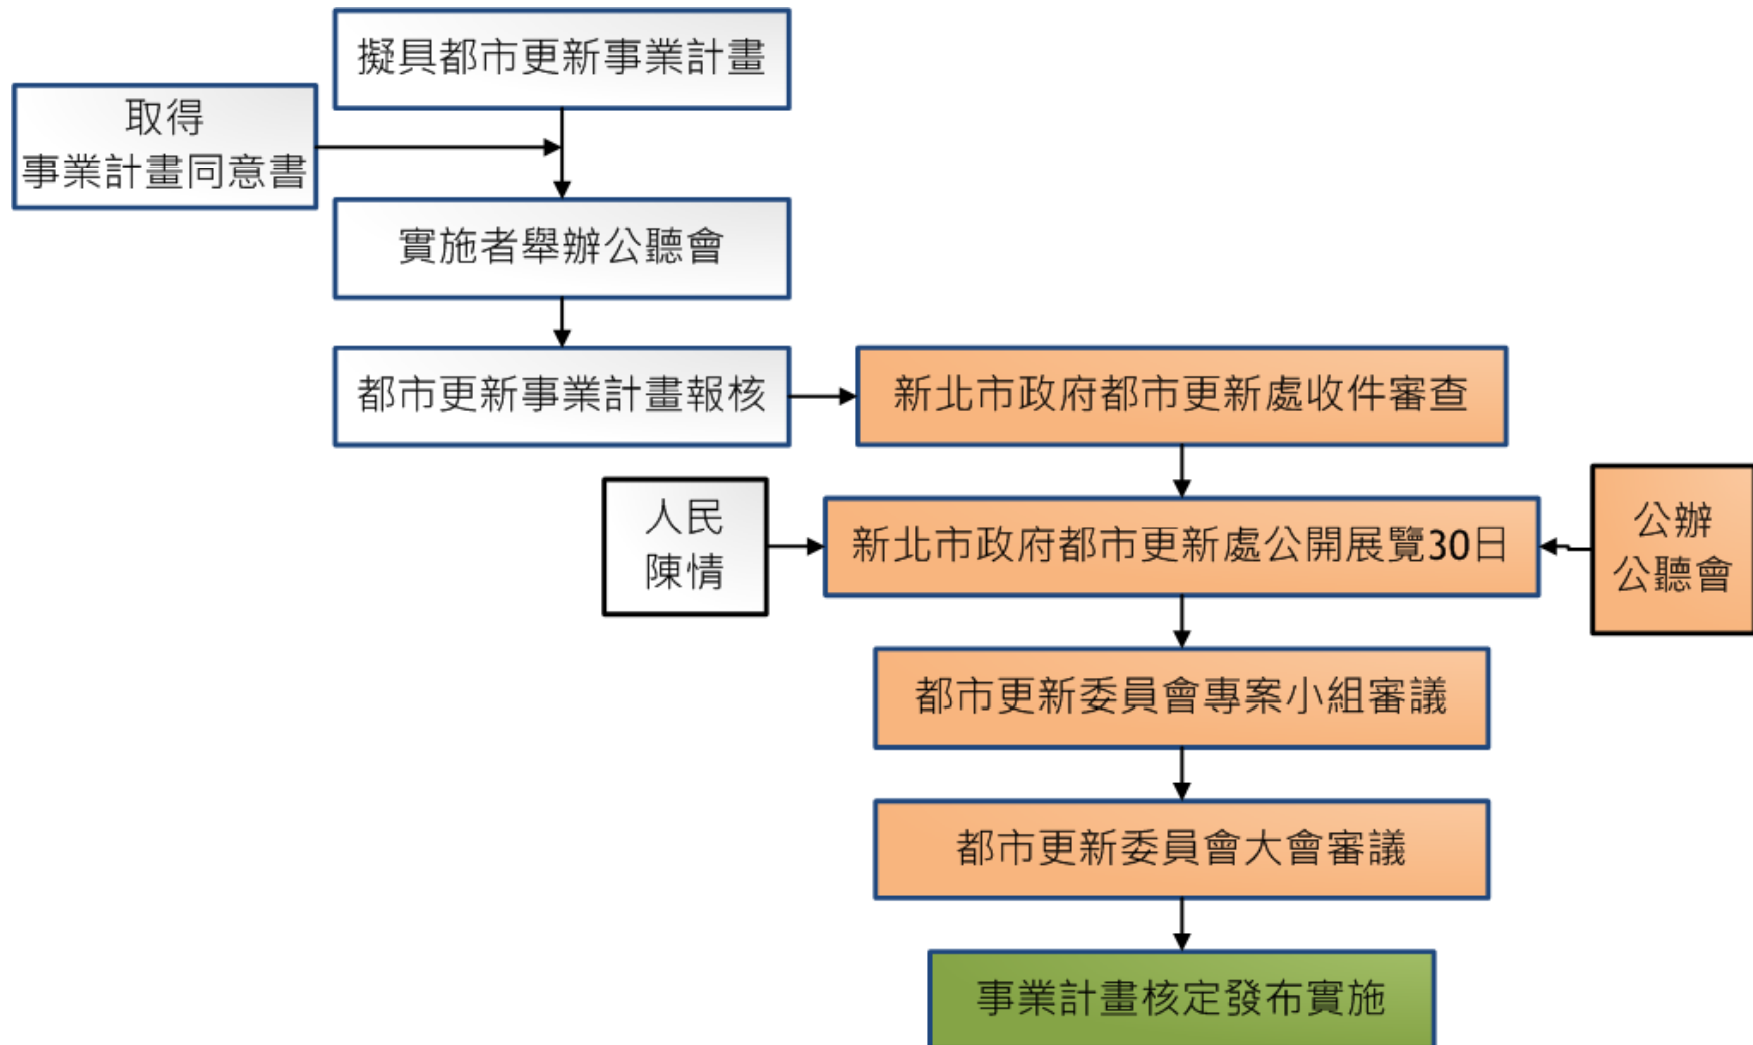 擬具都市更新事業計畫
取得
事業計畫同意書
實施者舉辦公聽會
都市更新事業計畫報核
新北市政府都市更新處收件審查
人民
陳情
新北市政府都市更新處公開展覽30日
公辦
公聽會
都市更新委員會專案小組審議
都市更新委員會大會審議
事業計畫核定發布實施